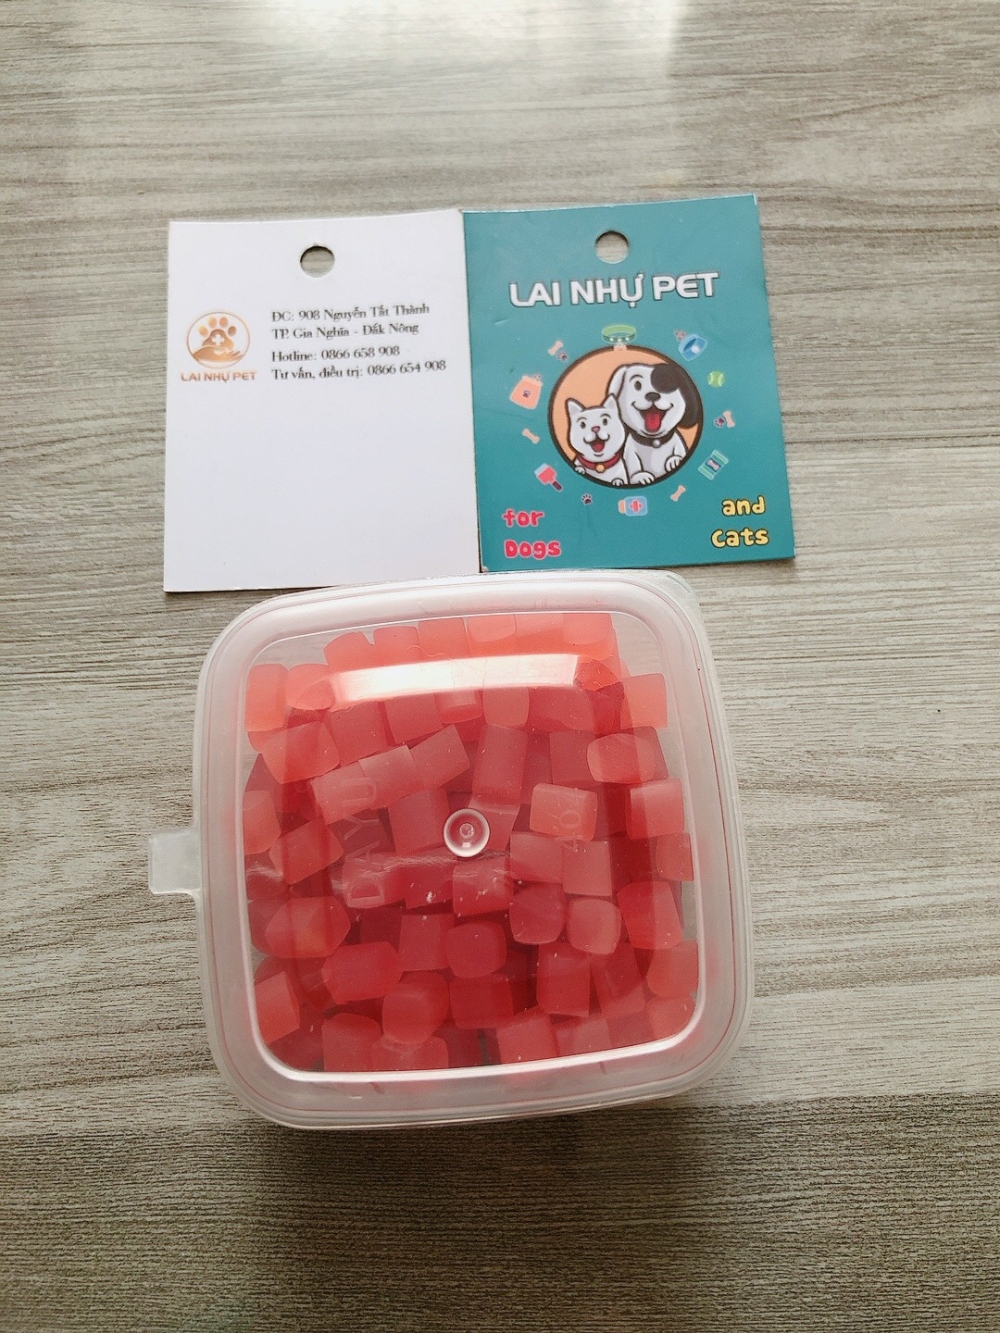 ĐC: 908 Nguyễn Tất Thành
TP. Gia Nghĩa - Đắk Nông
Hotline: 0866 658 908
Tư vấn, điều trị: 0866 654 908
LAI NHỰ PET
LAI NHỰ PET
for
Dogs
and
Cats